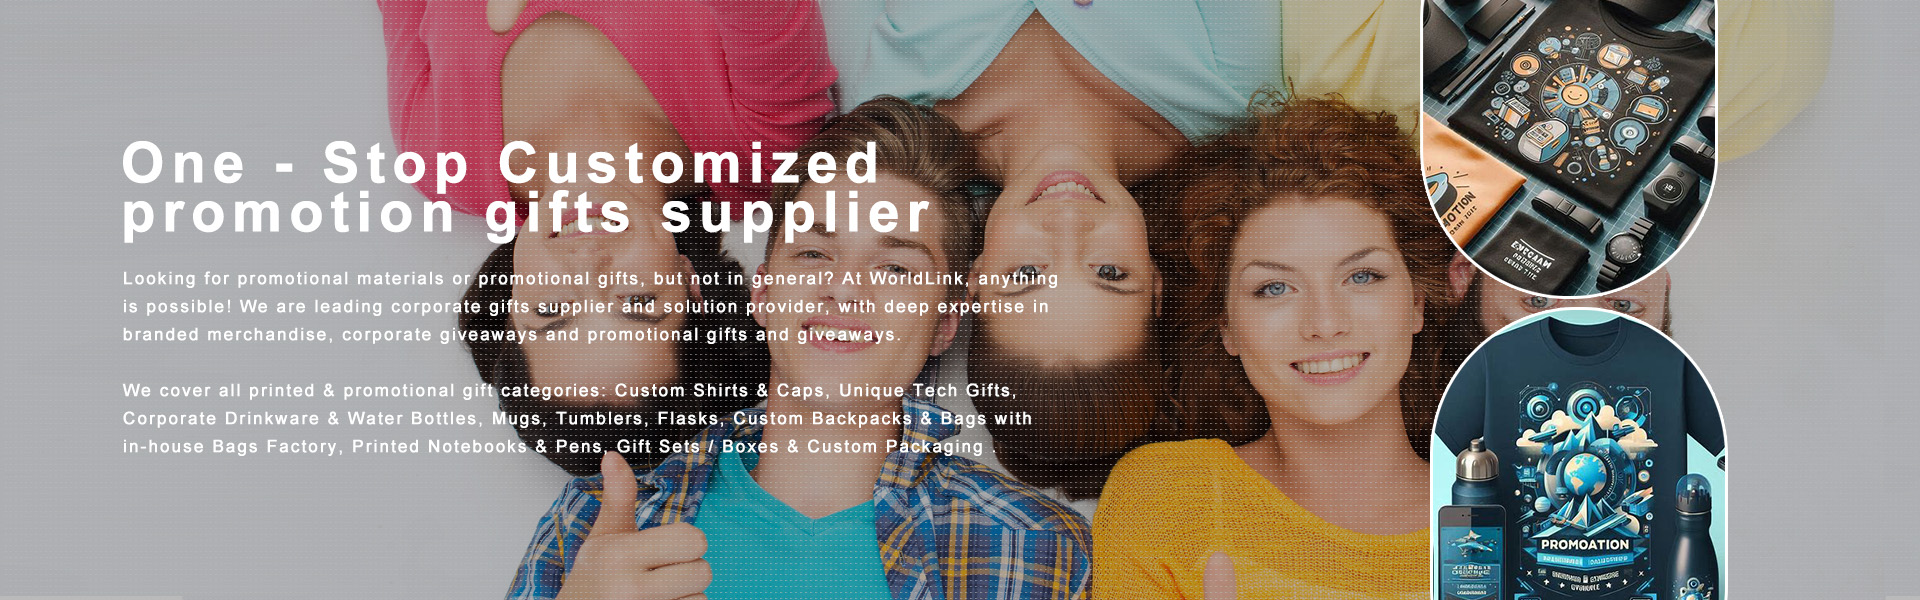 One - Stop Customized
promotion gifts supplier
Looking for promotional materials or promotional gifts, but not in general? At WorldLink, anything
is possible! We are leading corporate gifts supplier and solution provider, with deep expertise in
branded merchandise, corporate giveaways and promotional gifts and giveaways.
We cover all printed & promotional gift categories: Custom Shirts & Caps, Unique Tech Gifts,
Corporate Drinkware & Water Bottles, Mugs, Tumblers, Flasks, Custom Backpacks & Bags with
in-house Bags Factory, Printed Notebooks & Pens, Gift Sets / Boxes & Custom Packaging .
MOTION
PROMOATION